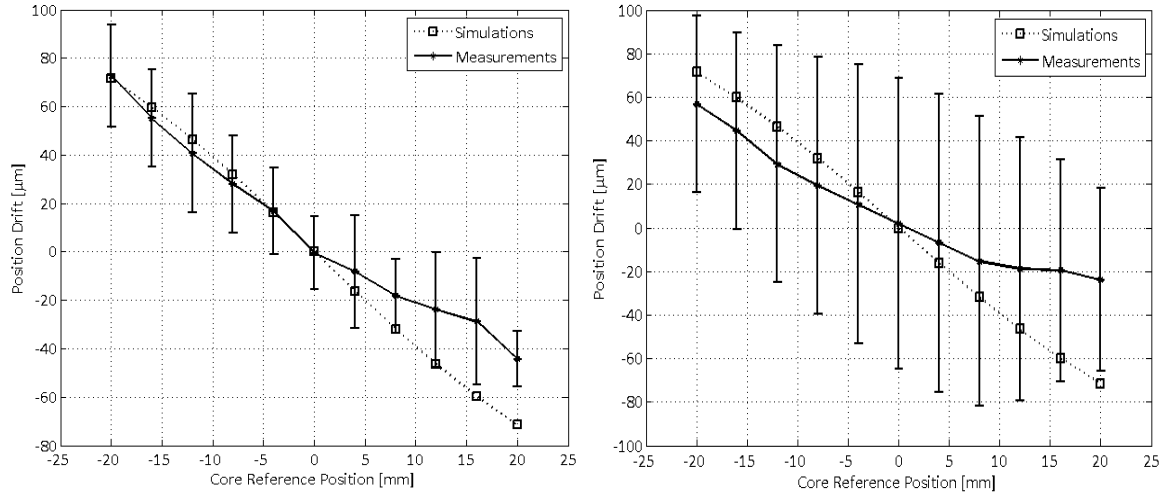 100
80
60
40
20
0
-20
-40
-60
-80
-25 -20 -15 -10 -5 0 5 10 15 20 25
Position Drift [µm]
Core Reference Position [mm]
Simulations
Measurements
100
80
60
40
20
0
-20
-40
-60
-80
-100
-25 -20 -15 -10 -5 0 5 10 15 20 25
Position Drift [µm]
Core Reference Position [mm]
Simulations
Measurements